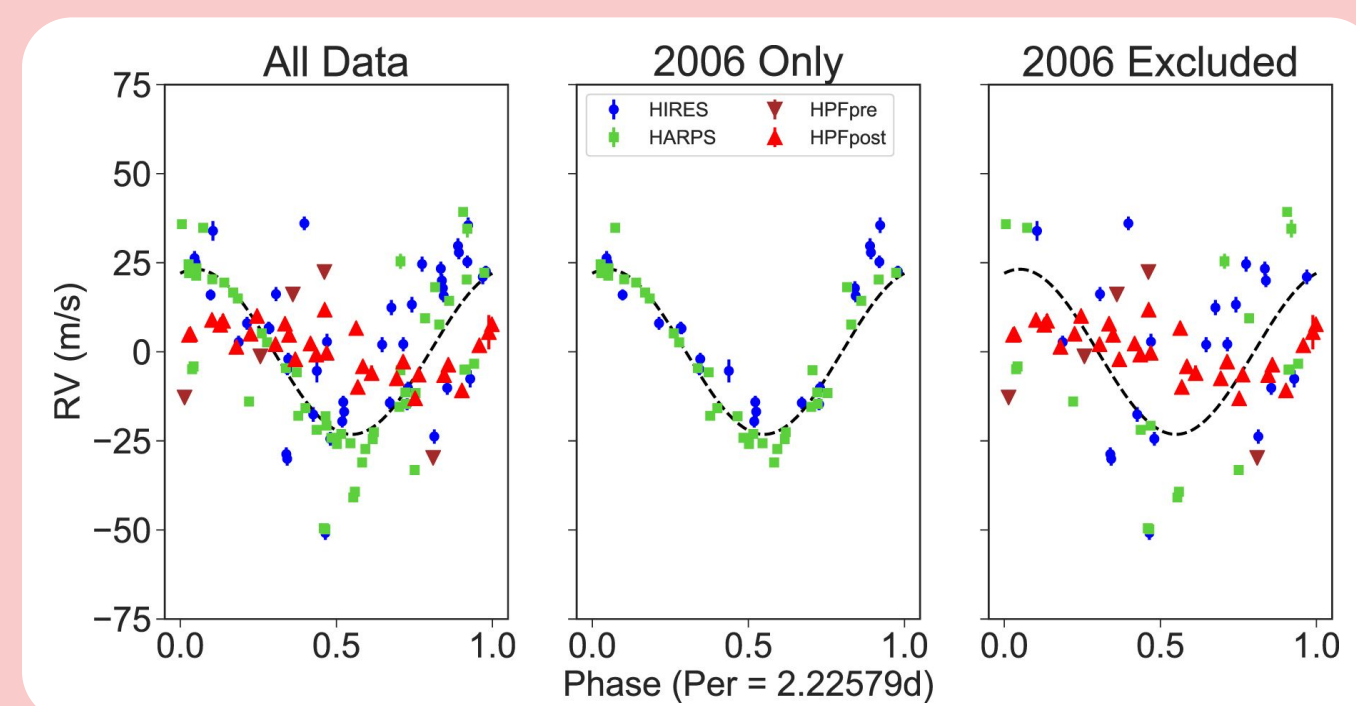 All Data
2006 Only
2006 Excluded
75
50
25
0
−25
−50
−75
RV (m/s)
HIRES
HARPS
HPFpre
HPFpost
0.0 0.5 1.0
0.0 0.5 1.0
0.0 0.5 1.0
Phase (Per = 2.22579d)